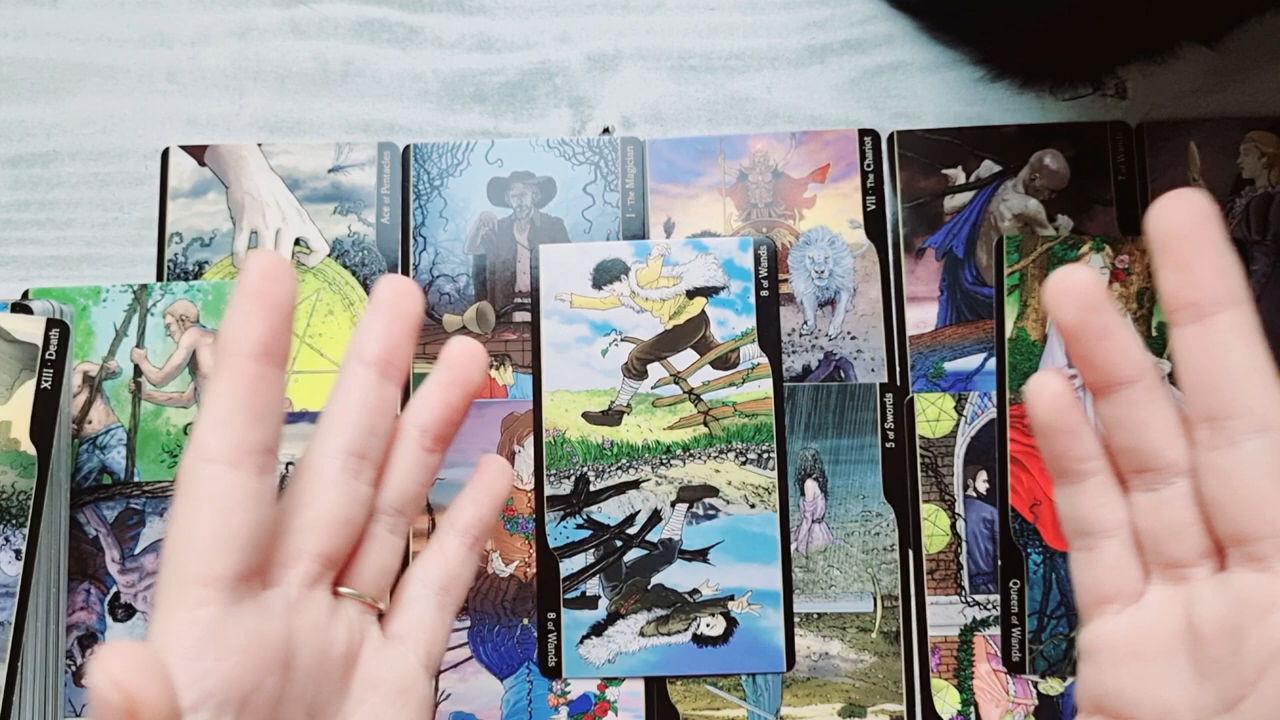 Ace of Pentacles
I - The Magician
VII - The Chariot
8 of Wands
XIII - Death
5 of Swords
Queen of Wands
8 of Wands